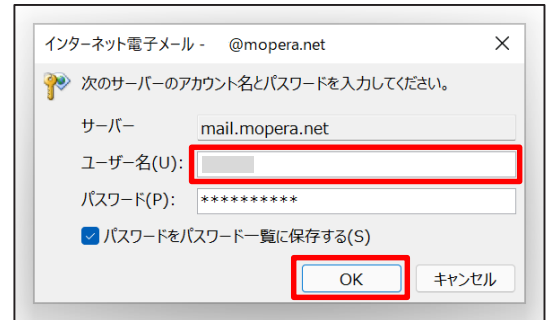 インターネット電子メール - @mopera.net
次のサーバーのアカウント名とパスワードを入力してください。
サーバー mail.mopera.net
ユーザー名(U):
パスワード(P): **********
パスワードをパスワード一覧に保存する(S)
OK キャンセル